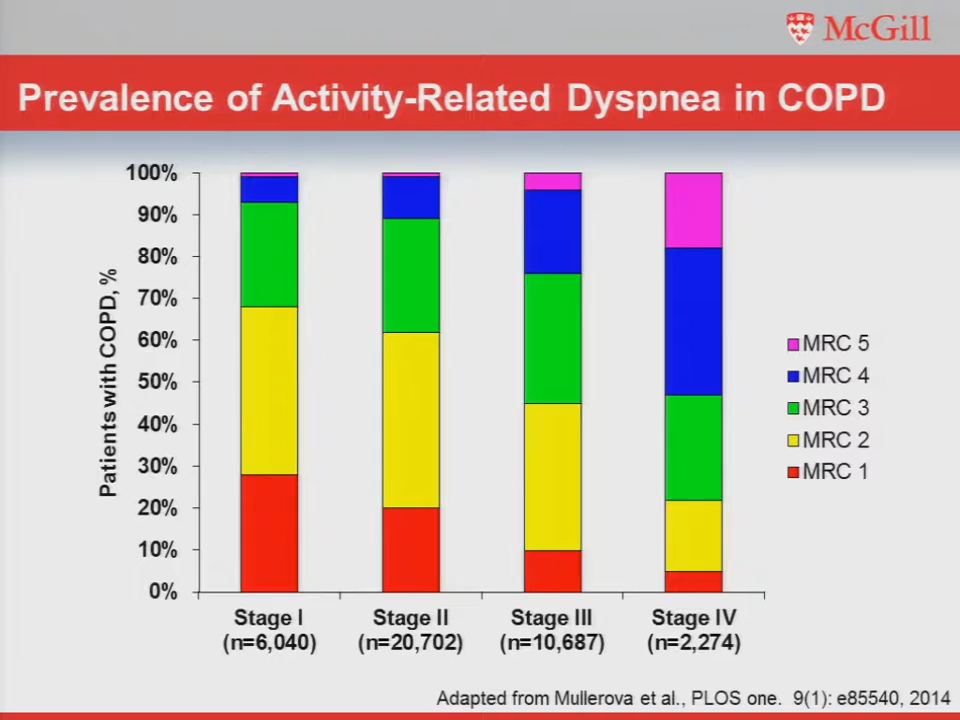 McGill
Prevalence of Activity-Related Dyspnea in COPD
Patients with COPD, %
100%
90%
80%
70%
60%
50%
40%
30%
20%
10%
0%
Stage I
(n=6,040)
Stage II
(n=20,702)
Stage III
(n=10,687)
Stage IV
(n=2,274)
MRC 5
MRC 4
MRC 3
MRC 2
MRC 1
Adapted from Mullerova et al., PLOS one. 9(1): e85540, 2014